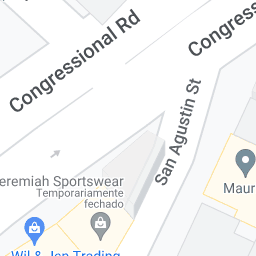 Congressional Rd
Congress
San Agustin St
eremiah Sportswear
Temporariamente
fechado
Maur
Wil & Jen Trading